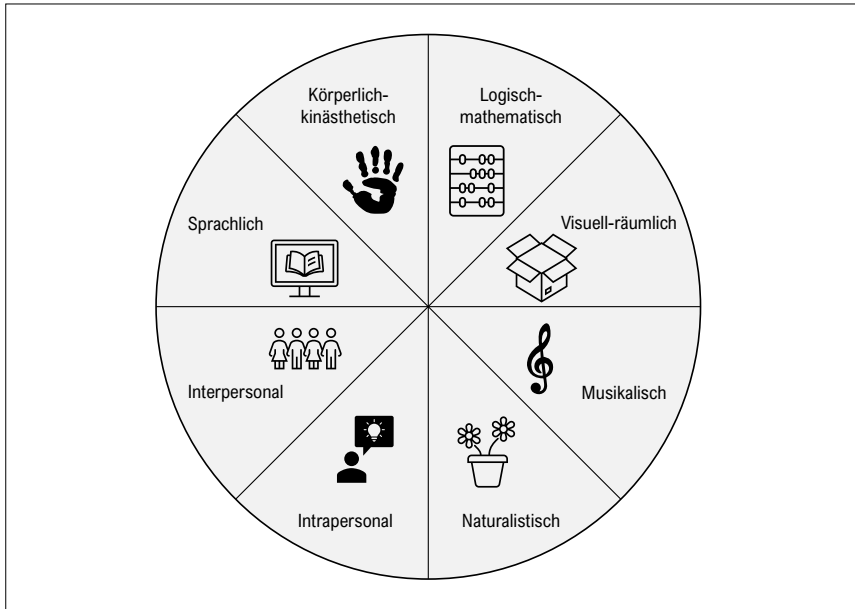 Körperlich-
kinästhetisch
Logisch-
mathematisch
Sprachlich
Visuell-räumlich
Interpersonal
Musikalisch
Intrapersonal
Naturalistisch